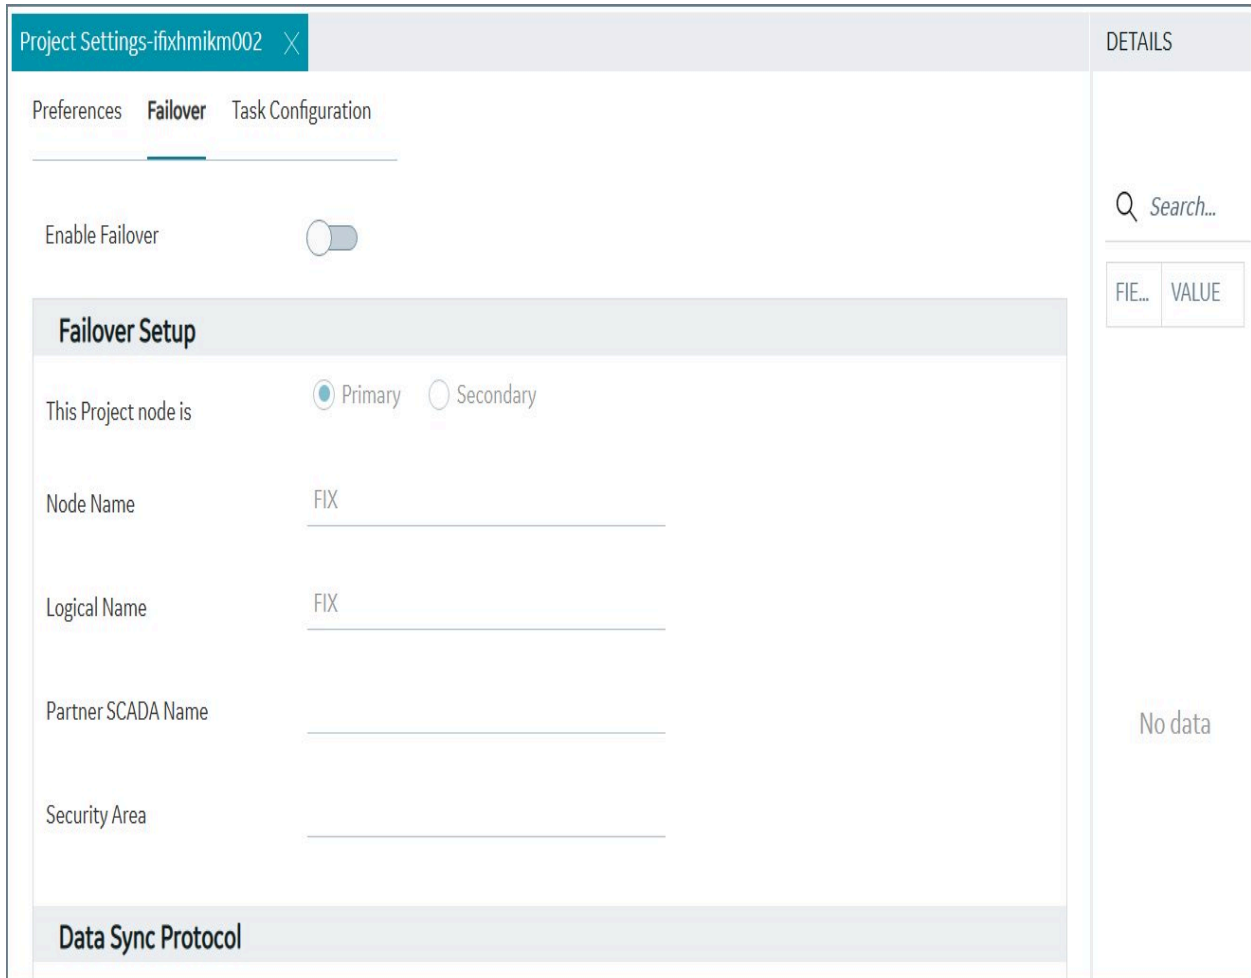 Project Settings-ifixhmikm002 X
DETAILS
Preferences Failover Task Configuration
Search...
Enable Failover
FIE... VALUE
Failover Setup
This Project node is Primary Secondary
Node Name FIX
Logical Name FIX
Partner SCADA Name
No data
Security Area
Data Sync Protocol